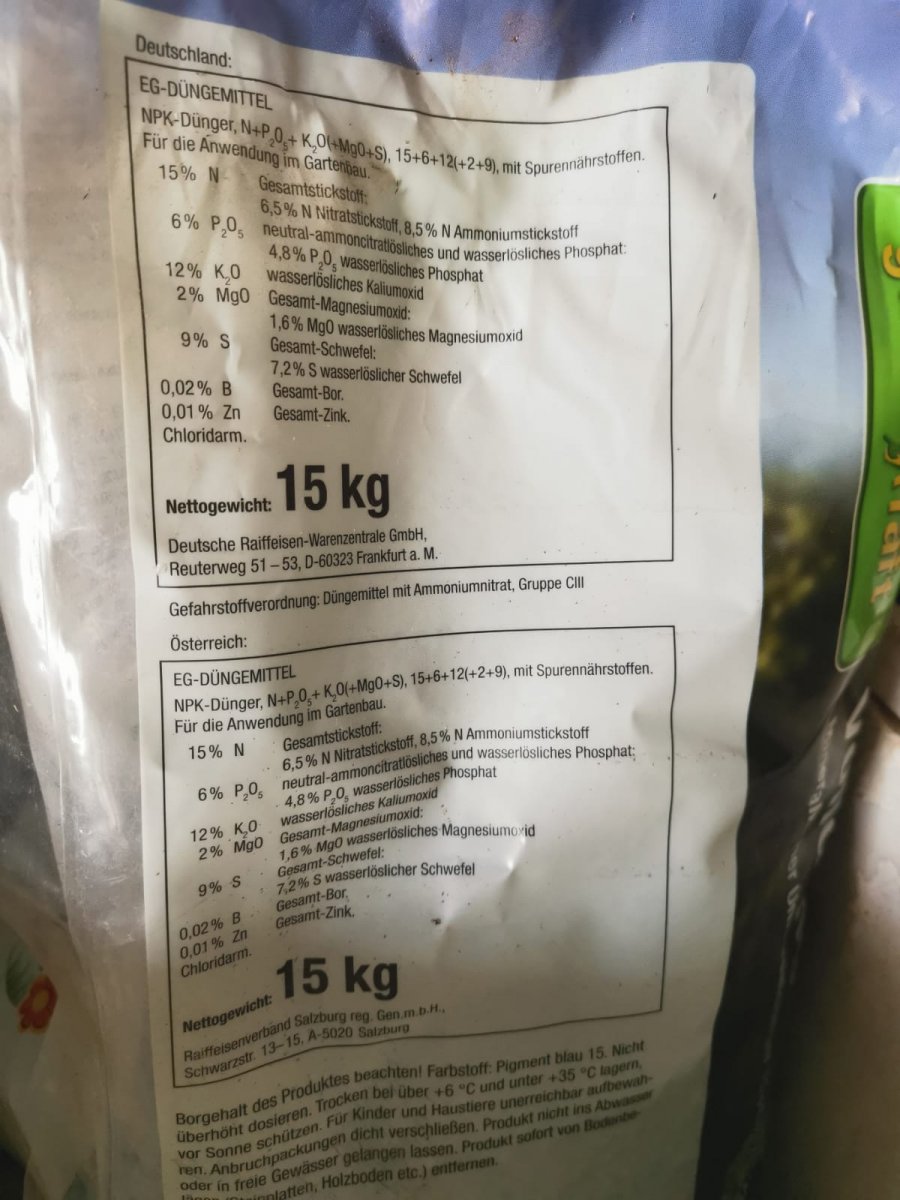 Deutschland:
EG-DÜNGEMITTEL
NPK-Dünger, N+P₂O₅+ K₂O(+MgO+S), 15+6+12(+2+9), mit Spurennährstoffen.
Für die Anwendung im Gartenbau.
15% N Gesamtstickstoff:
6,5% N Nitratstickstoff, 8,5% N Ammoniumstickstoff
6% P₂O₅ neutral-ammoncitratlösliches und wasserlösliches Phosphat:
4,8% P₂O₅ wasserlösliches Phosphat
12% K₂O wasserlösliches Kaliumoxid
2% MgO Gesamt-Magnesiumoxid:
1,6% MgO wasserlösliches Magnesiumoxid
9% S Gesamt-Schwefel:
7,2% S wasserlöslicher Schwefel
0,02% B Gesamt-Bor.
0,01% Zn Gesamt-Zink.
Chloridarm.
Nettogewicht: 15 kg
Deutsche Raiffeisen-Warenzentrale GmbH,
Reuterweg 51 – 53, D-60323 Frankfurt a. M.
Gefahrstoffverordnung: Düngemittel mit Ammoniumnitrat, Gruppe CIII
Österreich:
EG-DÜNGEMITTEL
NPK-Dünger, N+P₂O₅+ K₂O(+MgO+S), 15+6+12(+2+9), mit Spurennährstoffen.
Für die Anwendung im Gartenbau.
15% N Gesamtstickstoff:
6,5% N Nitratstickstoff, 8,5% N Ammoniumstickstoff
6% P₂O₅ neutral-ammoncitratlösliches und wasserlösliches Phosphat:
4,8% P₂O₅ wasserlösliches Phosphat
12% K₂O wasserlösliches Kaliumoxid
2% MgO Gesamt-Magnesiumoxid:
1,6% MgO wasserlösliches Magnesiumoxid
9% S Gesamt-Schwefel:
7,2% S wasserlöslicher Schwefel
0,02% B Gesamt-Bor.
0,01% Zn Gesamt-Zink.
Chloridarm.
Nettogewicht: 15 kg
Raiffeisenverband Salzburg reg. Gen.m.b.H.,
Schwarzstr. 13–15, A-5020 Salzburg
Borgehalt des Produktes beachten! Farbstoff: Pigment blau 15. Nicht
überhöht dosieren. Trocken bei über +6 °C und unter +35 °C lagern,
vor Sonne schützen. Für Kinder und Haustiere unerreichbar aufbewah-
ren. Anbruchpackungen dicht verschließen. Produkt nicht ins Abwasser
oder in freie Gewässer gelangen lassen. Produkt sofort von Bodenbe-
Holzboden etc.) entfernen.